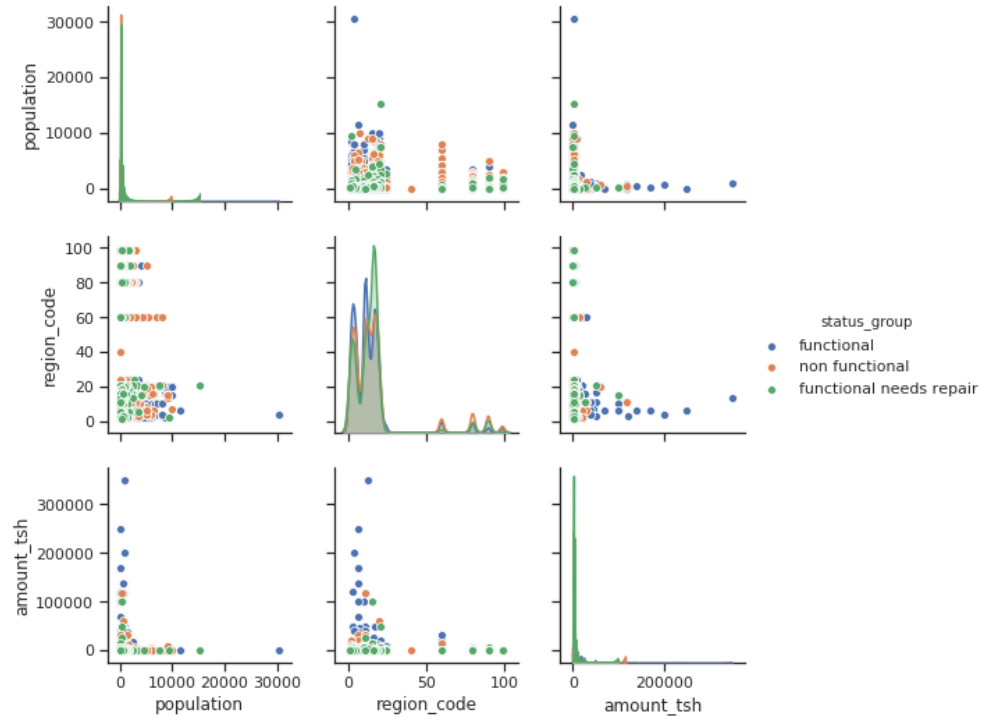 30000
20000
10000
0
population
100
80
60
40
20
0
region_code
status_group
functional
non functional
functional needs repair
300000
200000
100000
0
amount_tsh
0 10000 20000 30000
population
0 50 100
region_code
0 200000
amount_tsh